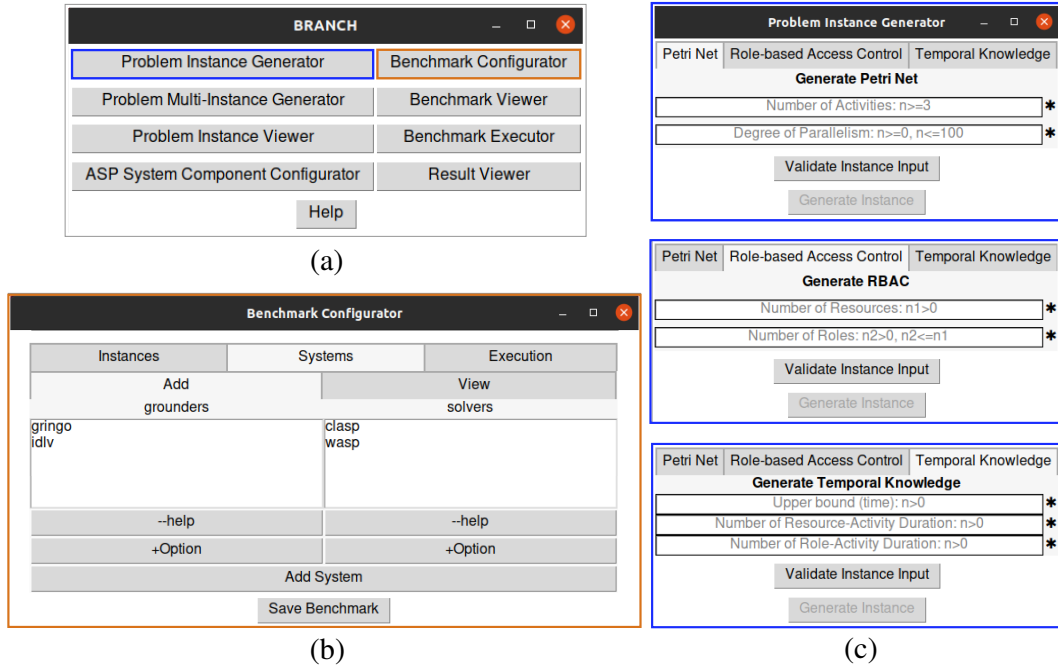 BRANCH
Problem Instance Generator Benchmark Configurator
Problem Multi-Instance Generator Benchmark Viewer
Problem Instance Viewer Benchmark Executor
ASP System Component Configurator Result Viewer
Help
(a)
Benchmark Configurator
Instances Systems Execution
Add View
grounders solvers
gringo clasp
idlv wasp
--help --help
+Option +Option
Add System
Save Benchmark
(b)
Problem Instance Generator
Petri Net Role-based Access Control Temporal Knowledge
Generate Petri Net
Number of Activities: n>=3 ✱
Degree of Parallelism: n>=0, n<=100 ✱
Validate Instance Input
Generate Instance
Petri Net Role-based Access Control Temporal Knowledge
Generate RBAC
Number of Resources: n1>0 ✱
Number of Roles: n2>0, n2<=n1 ✱
Validate Instance Input
Generate Instance
Petri Net Role-based Access Control Temporal Knowledge
Generate Temporal Knowledge
Upper bound (time): n>0 ✱
Number of Resource-Activity Duration: n>0 ✱
Number of Role-Activity Duration: n>0 ✱
Validate Instance Input
Generate Instance
(c)